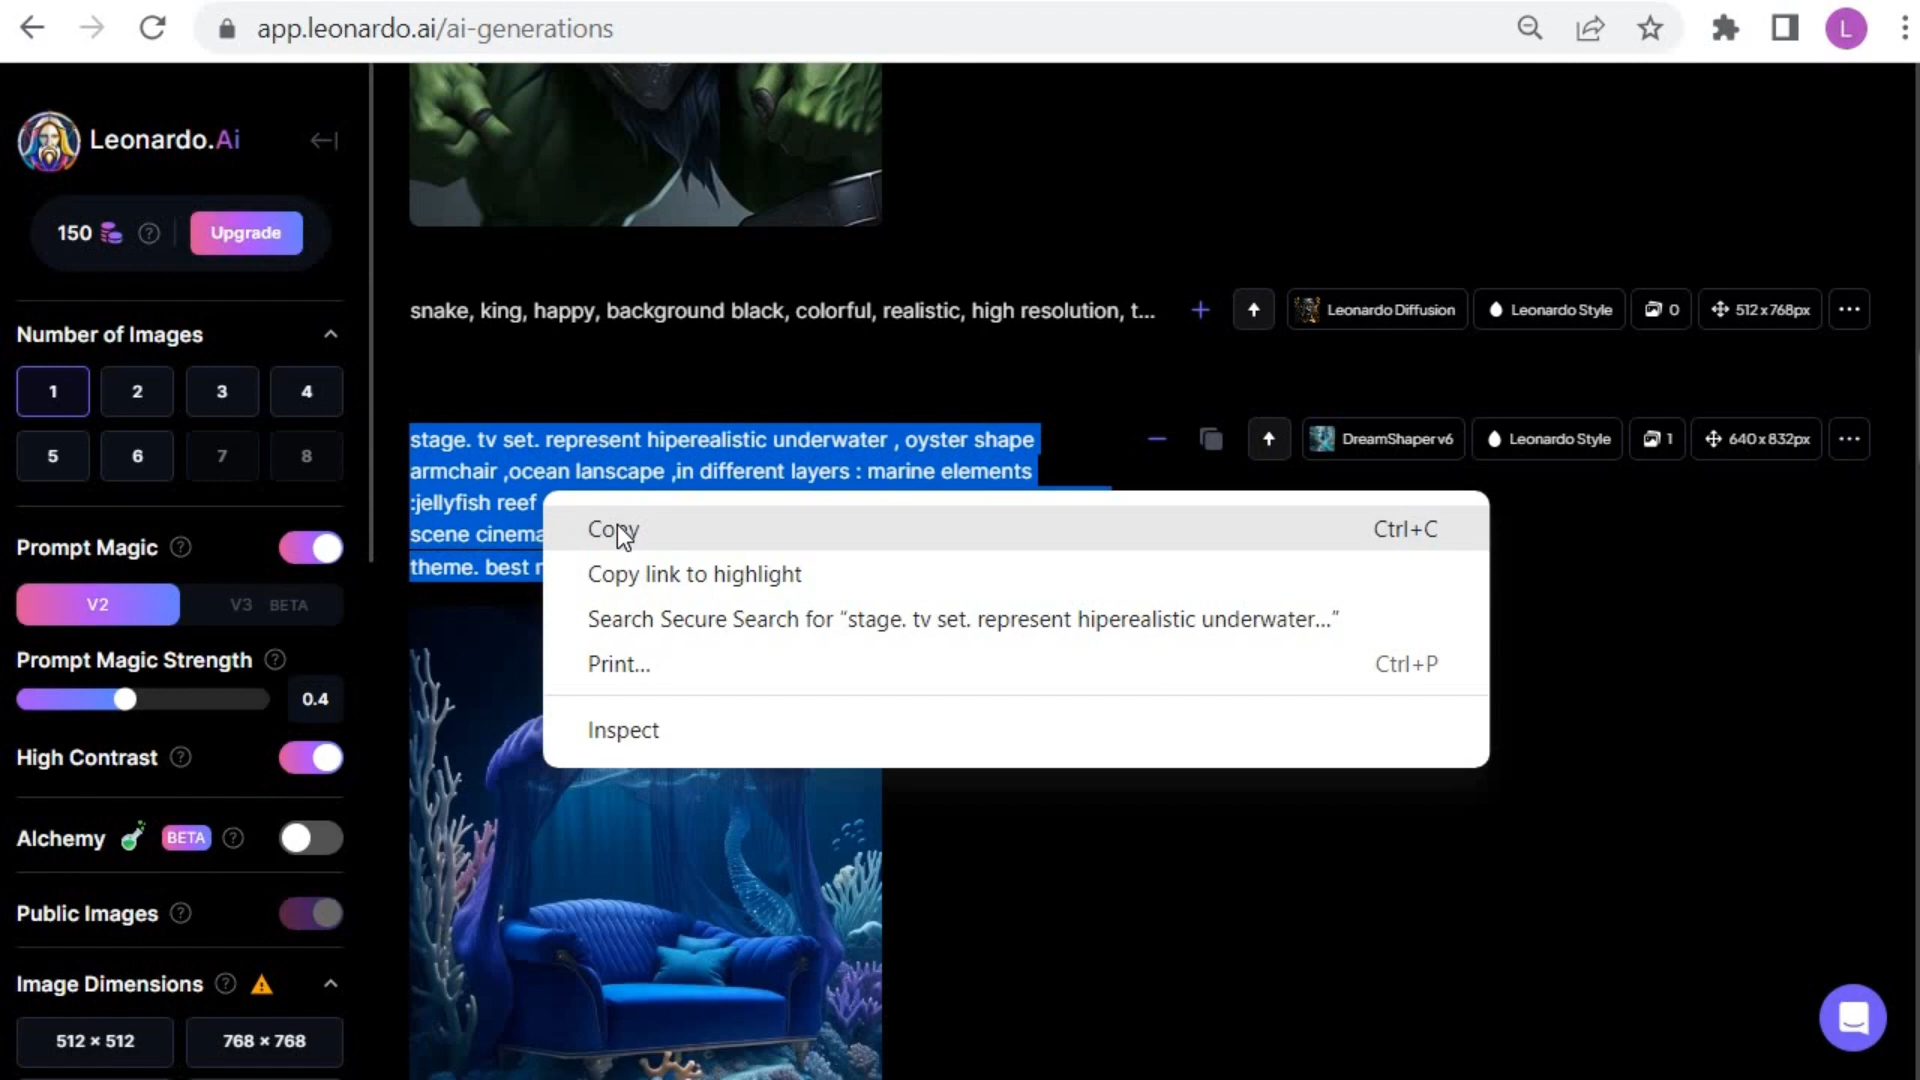 app.leonardo.ai/ai-generations
L
Leonardo.Ai
150
Upgrade
Number of Images
1 2 3 4
5 6 7 8
Prompt Magic
V2 V3 BETA
Prompt Magic Strength
0.4
High Contrast
Alchemy BETA
Public Images
Image Dimensions
512 × 512 768 × 768
snake, king, happy, background black, colorful, realistic, high resolution, t...
Leonardo Diffusion Leonardo Style 0 512 x 768px
stage. tv set. represent hiperealistic underwater , oyster shape
armchair ,ocean lanscape ,in different layers : marine elements
:jellyfish reef
scene cinema
theme. best
DreamShaper v6 Leonardo Style 1 640 x 832px
Copy Ctrl+C
Copy link to highlight
Search Secure Search for “stage. tv set. represent hiperealistic underwater...”
Print... Ctrl+P
Inspect